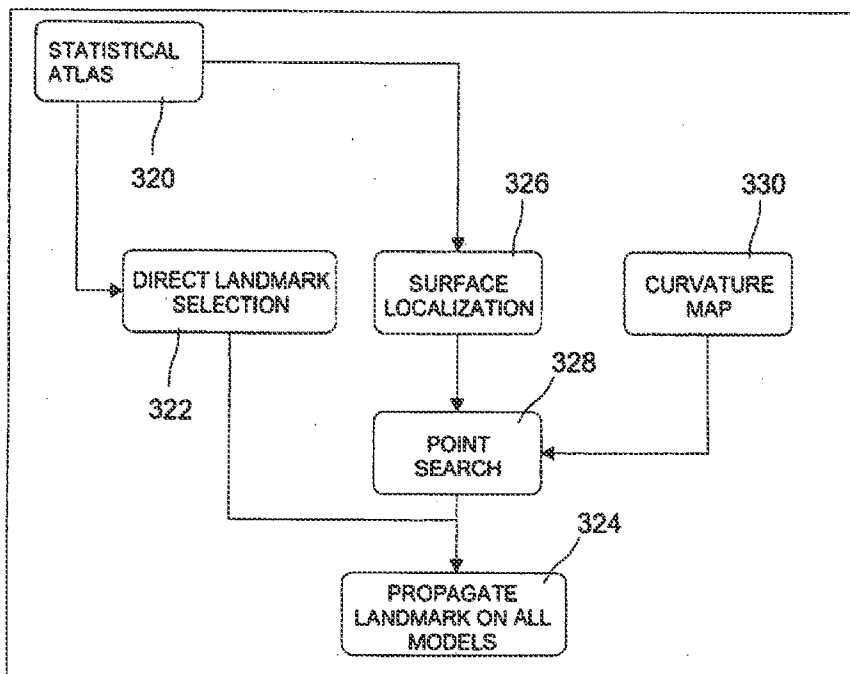 STATISTICAL
ATLAS
320
326
330
DIRECT LANDMARK
SELECTION
SURFACE
LOCALIZATION
CURVATURE
MAP
322
328
POINT
SEARCH
324
PROPAGATE
LANDMARK ON ALL
MODELS